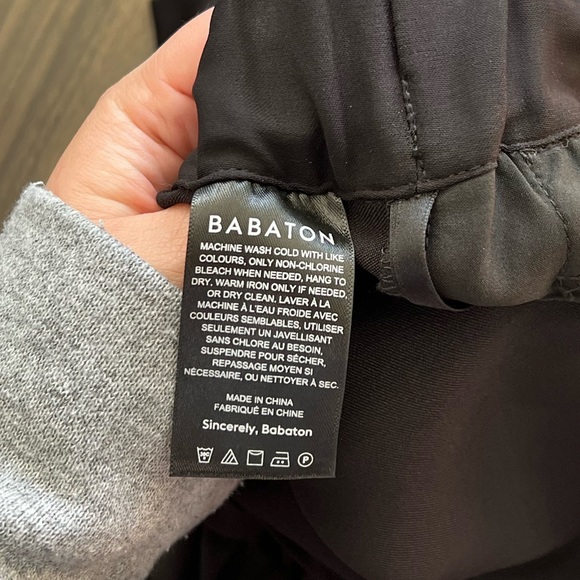 BABATON
MACHINE WASH COLD WITH LIKE
COLOURS, ONLY NON-CHLORINE
BLEACH WHEN NEEDED, HANG TO
DRY. WARM IRON ONLY IF NEEDED,
OR DRY CLEAN. LAVER À LA
MACHINE À L'EAU FROIDE AVEC
COULEURS SEMBLABLES, UTILISER
SEULEMENT UN JAVELLISANT
SANS CHLORE AU BESOIN,
SUSPENDRE POUR SÉCHER,
REPASSAGE MOYEN SI
NÉCESSAIRE, OU NETTOYER À SEC.
MADE IN CHINA
FABRIQUÉ EN CHINE
Sincerely, Babaton
P